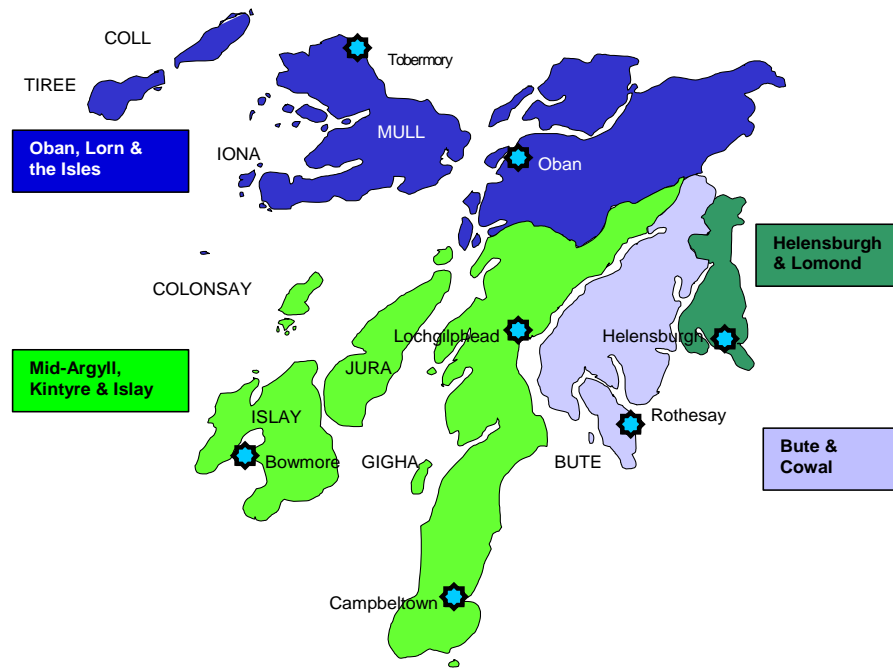 COLL
Tobermory
TIREE
MULL
Oban, Lorn &
the Isles
IONA
Oban
Helensburgh
& Lomond
COLONSAY
Lochgilphead
Helensburgh
Mid-Argyll,
Kintyre & Islay
JURA
ISLAY
Rothesay
Bowmore
GIGHA
BUTE
Bute &
Cowal
Campbeltown